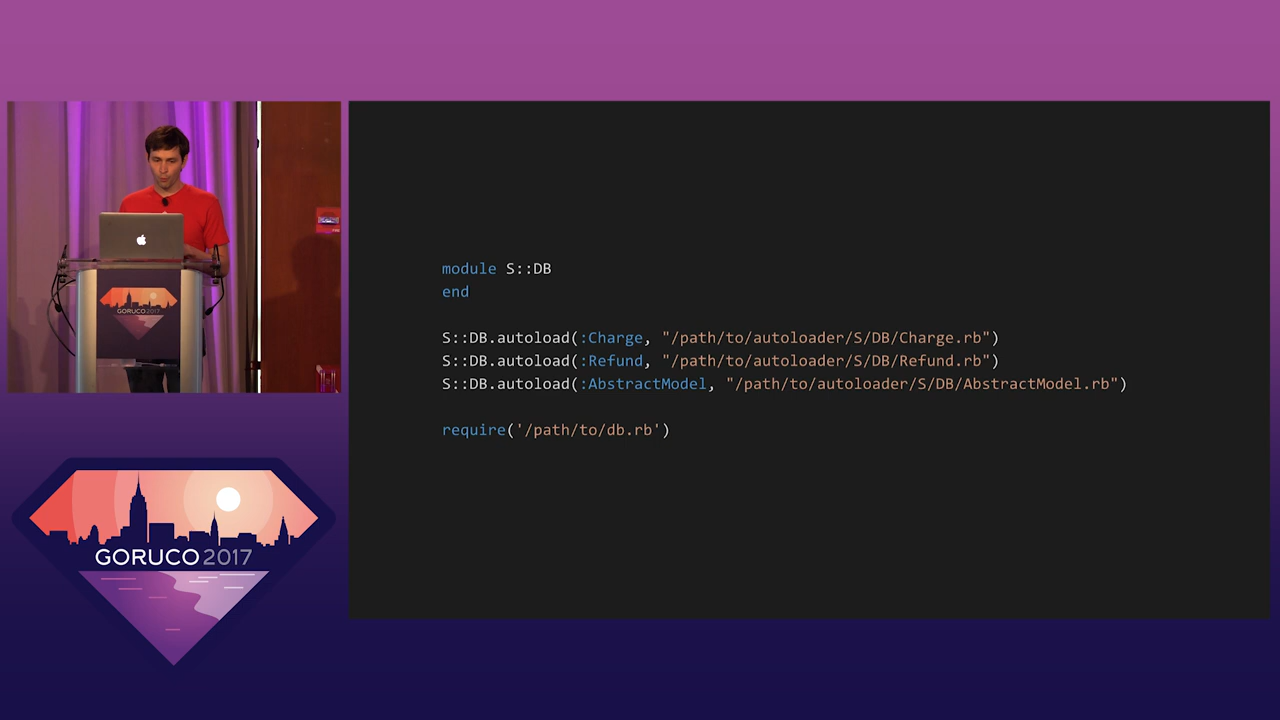 module S::DB
end
S::DB.autoload(:Charge, "/path/to/autoloader/S/DB/Charge.rb")
S::DB.autoload(:Refund, "/path/to/autoloader/S/DB/Refund.rb")
S::DB.autoload(:AbstractModel, "/path/to/autoloader/S/DB/AbstractModel.rb")
require('/path/to/db.rb')
GORUCO 2017
GORUCO 2017